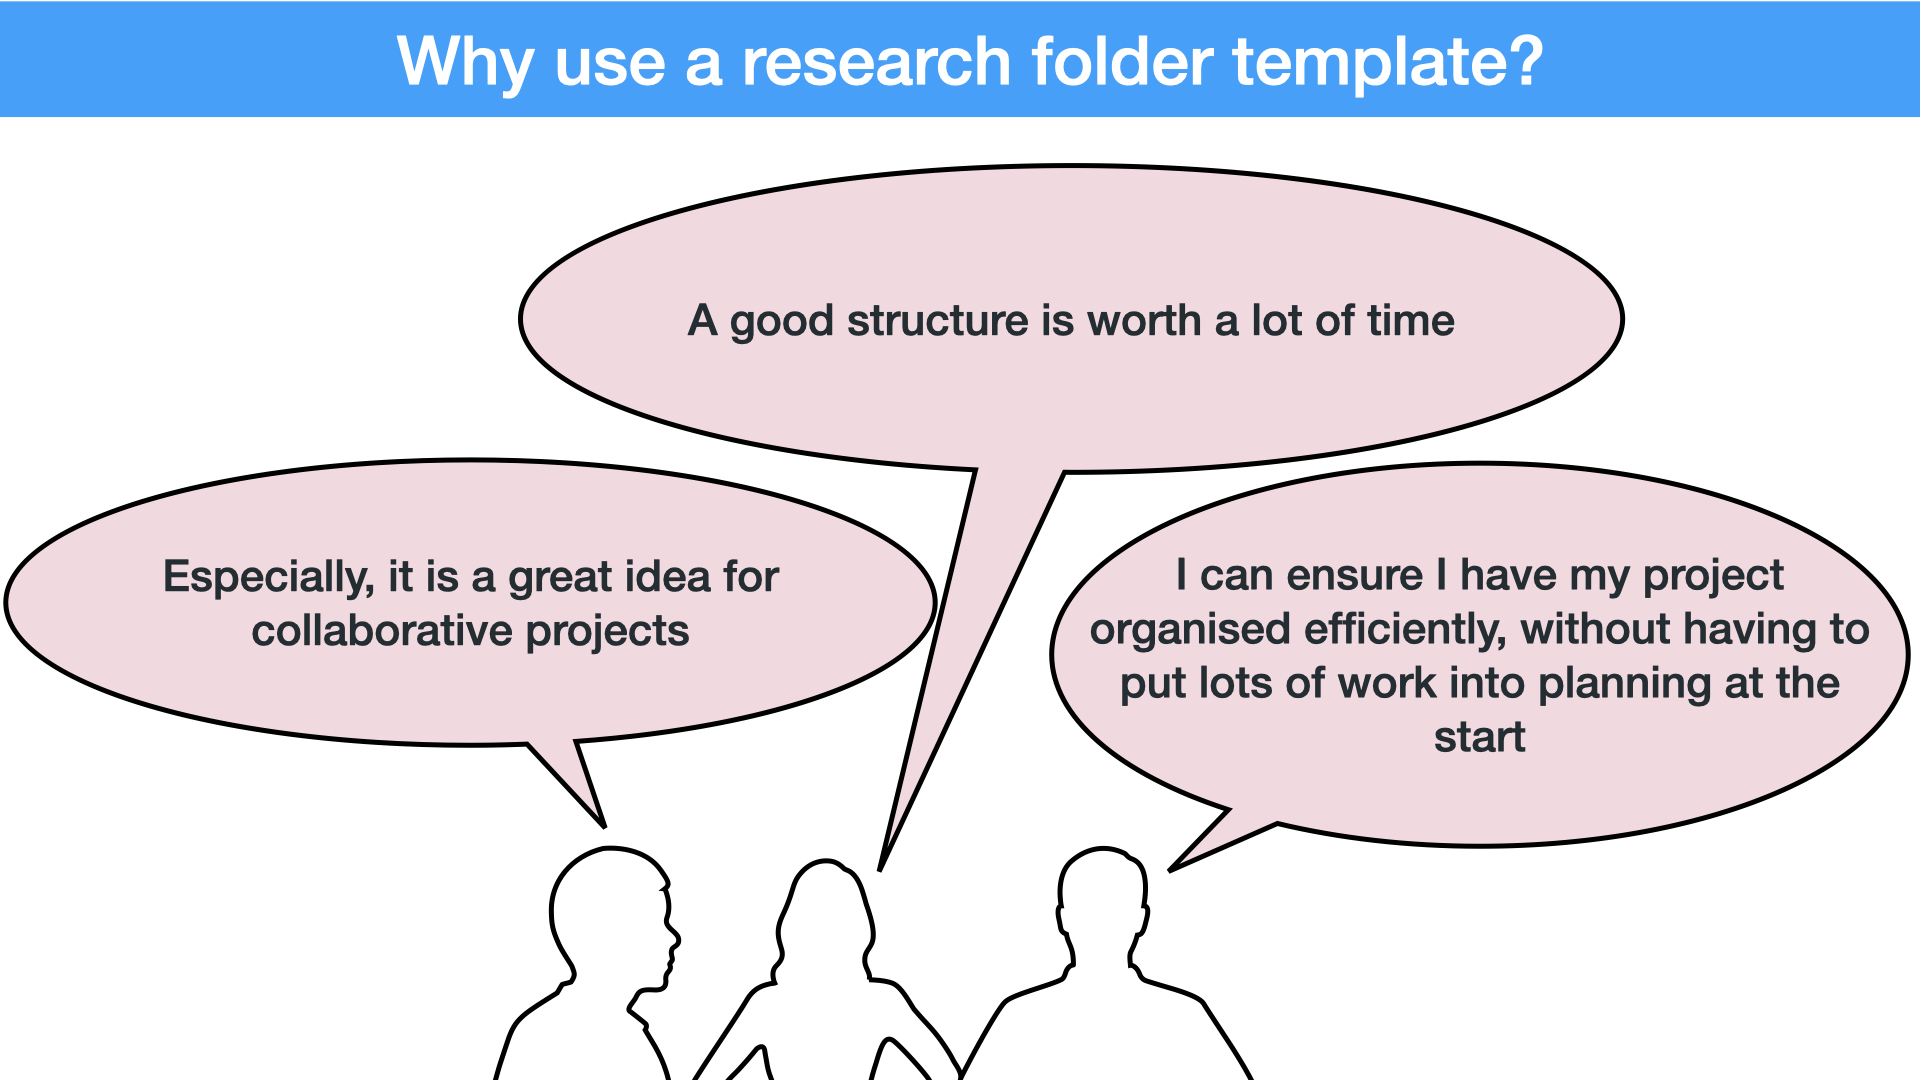 Why use a research folder template?
A good structure is worth a lot of time
Especially, it is a great idea for
collaborative projects
I can ensure I have my project
organised efficiently, without having to
put lots of work into planning at the
start